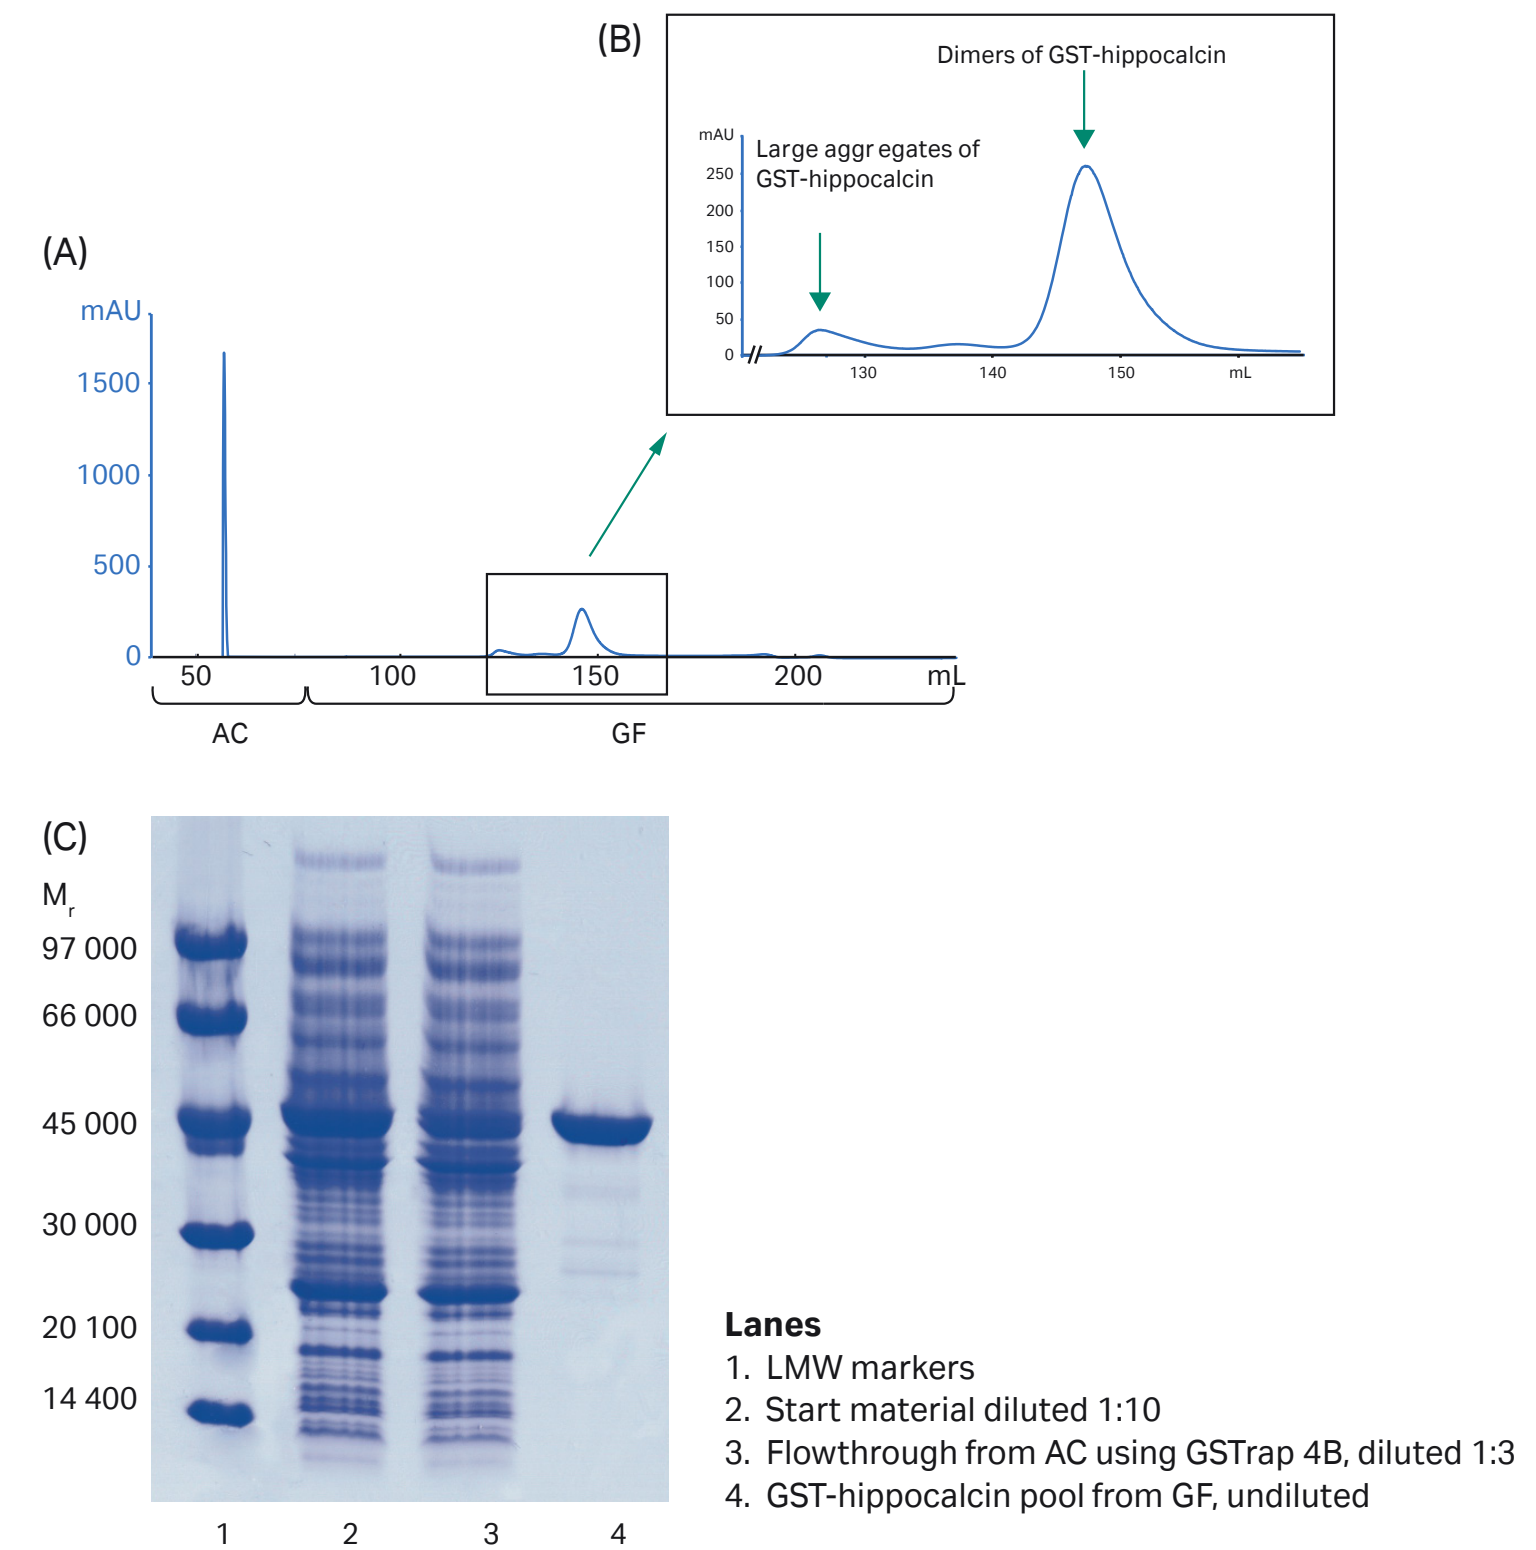 (B)
Dimers of GST-hippocalcin
mAU
Large aggr egates of
GST-hippocalcin
250
200
150
100
50
0
130 140 150 mL
(A)
mAU
1500
1000
500
0
50 100 150 200 mL
AC GF
(C)
Mr
97 000
66 000
45 000
30 000
20 100
14 400
1 2 3 4
Lanes
1. LMW markers
2. Start material diluted 1:10
3. Flowthrough from AC using GSTrap 4B, diluted 1:3
4. GST-hippocalcin pool from GF, undiluted